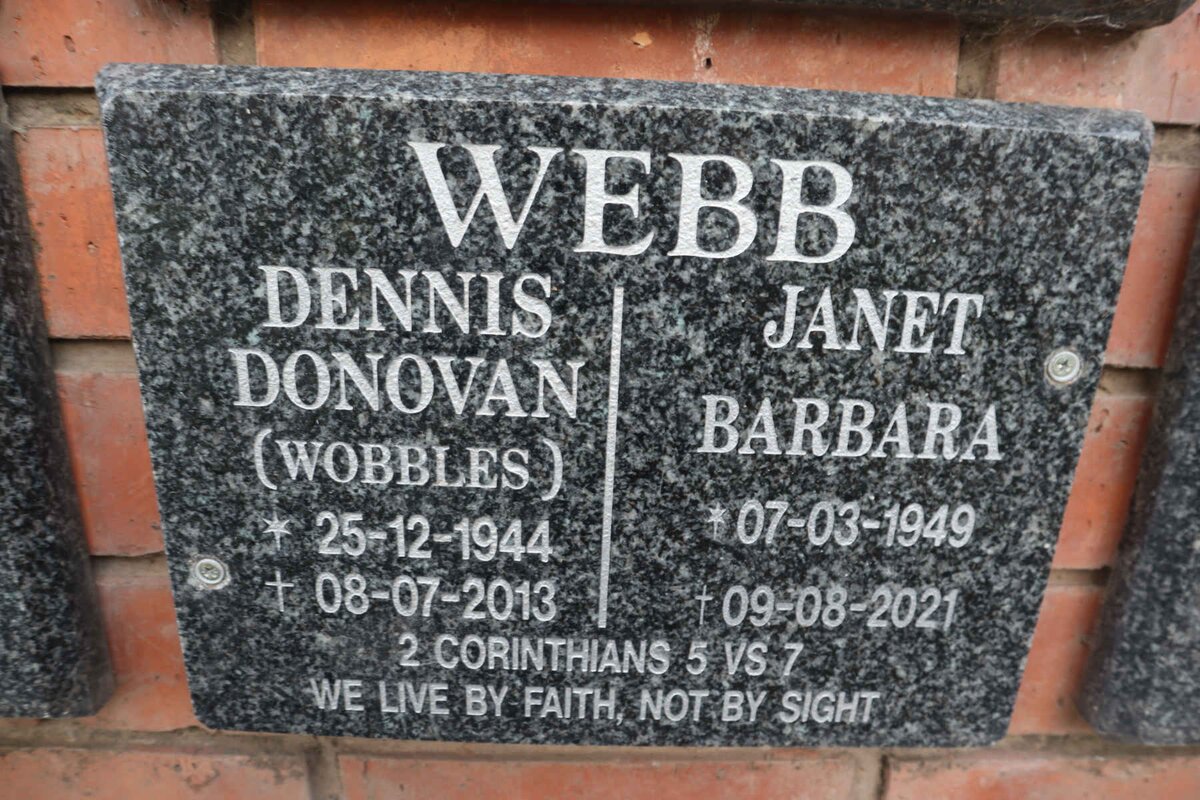 WEBB
DENNIS
DONOVAN
(WOBBLES)
* 25-12-1944
† 08-07-2013
JANET
BARBARA
* 07-03-1949
† 09-08-2021
2 CORINTHIANS 5 VS 7
WE LIVE BY FAITH, NOT BY SIGHT